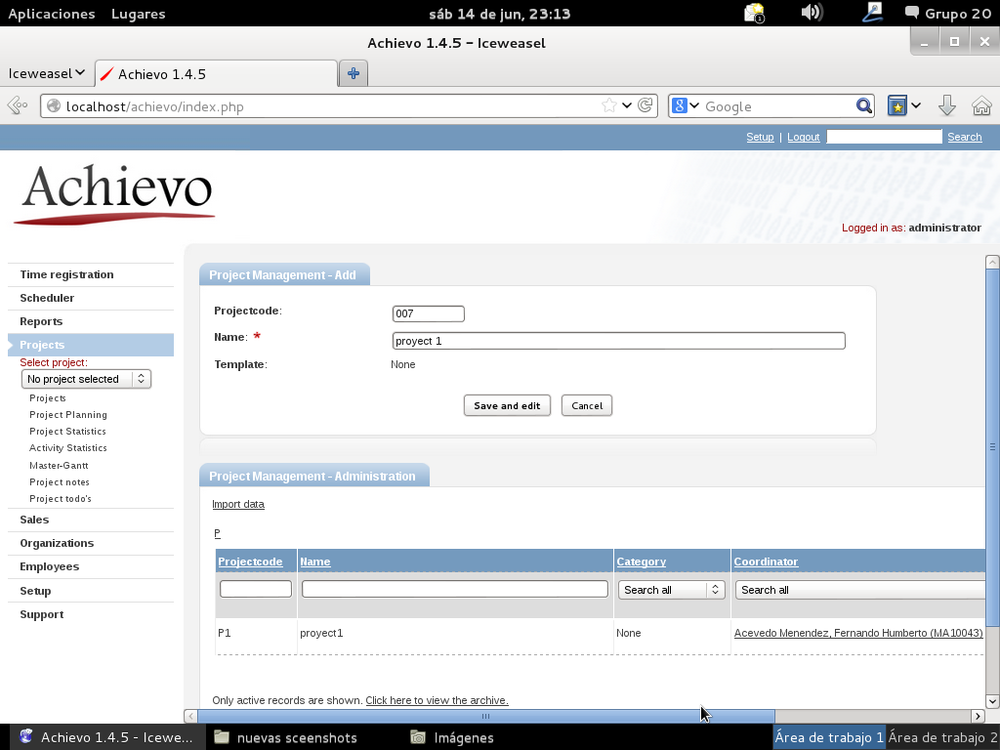 Aplicaciones Lugares sáb 14 de jun, 23:13 1 Grupo 20
Achievo 1.4.5 – Iceweasel
Iceweasel Achievo 1.4.5
localhost/achievo/index.php Google
Setup | Logout Search
Achievo
Logged in as: administrator
Time registration
Scheduler
Reports
Projects
Select project:
No project selected
Projects
Project Planning
Project Statistics
Activity Statistics
Master-Gantt
Project notes
Project todo's
Sales
Organizations
Employees
Setup
Support
Project Management - Add
Projectcode: 007
Name: * proyect 1
Template: None
Save and edit Cancel
Project Management - Administration
Import data
P
Projectcode Name Category Coordinator
Search all Search all
P1 proyect1 None Acevedo Menendez, Fernando Humberto (MA10043)
Only active records are shown. Click here to view the archive.
Achievo 1.4.5 - Icewe... nuevas sceenshots Imágenes Área de trabajo 1 Área de trabajo 2